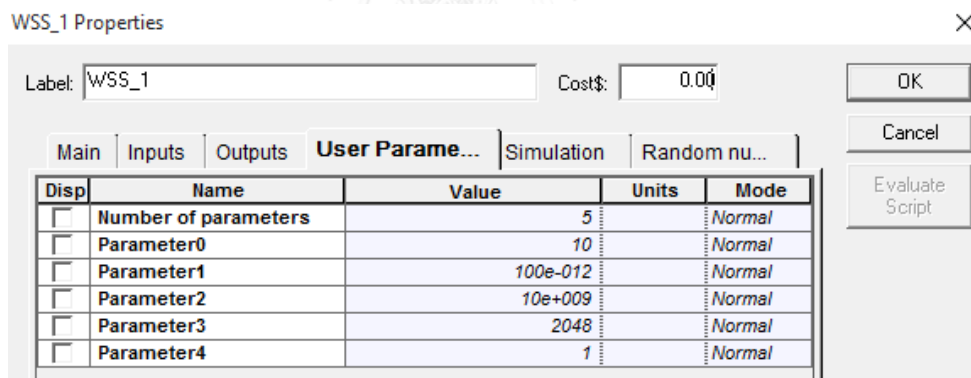 WSS_1 Properties
Label: WSS_1 Cost$: 0.00 OK
Cancel
Main Inputs Outputs User Parame... Simulation Random nu...
Evaluate Script
Disp Name Value Units Mode
Number of parameters 5 Normal
Parameter0 10 Normal
Parameter1 100e-012 Normal
Parameter2 10e+009 Normal
Parameter3 2048 Normal
Parameter4 1 Normal